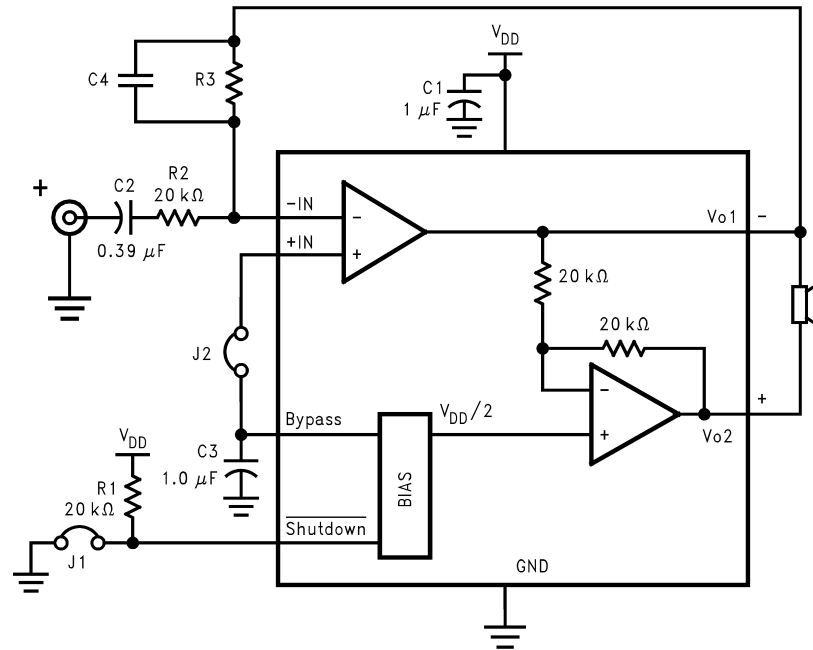 V_DD
C4
R3
C1
1 μF
+
C2
R2
20 kΩ
0.39 μF
-IN
+IN
-
+
Vo1
-
20 kΩ
20 kΩ
J2
-
+
+
Vo2
Bypass
V_DD/2
V_DD
C3
1.0 μF
R1
20 kΩ
BIAS
Shutdown
J1
GND